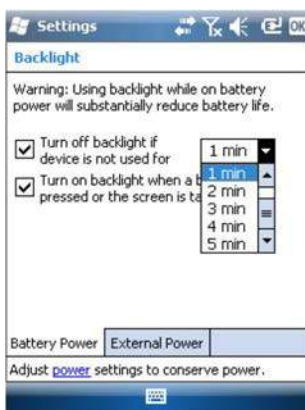 Settings
OK
Backlight
Warning: Using backlight while on battery
power will substantially reduce battery life.
Turn off backlight if
device is not used for
1 min
Turn on backlight when a b
pressed or the screen is ta
1 min
2 min
3 min
4 min
5 min
Battery Power
External Power
Adjust power settings to conserve power.